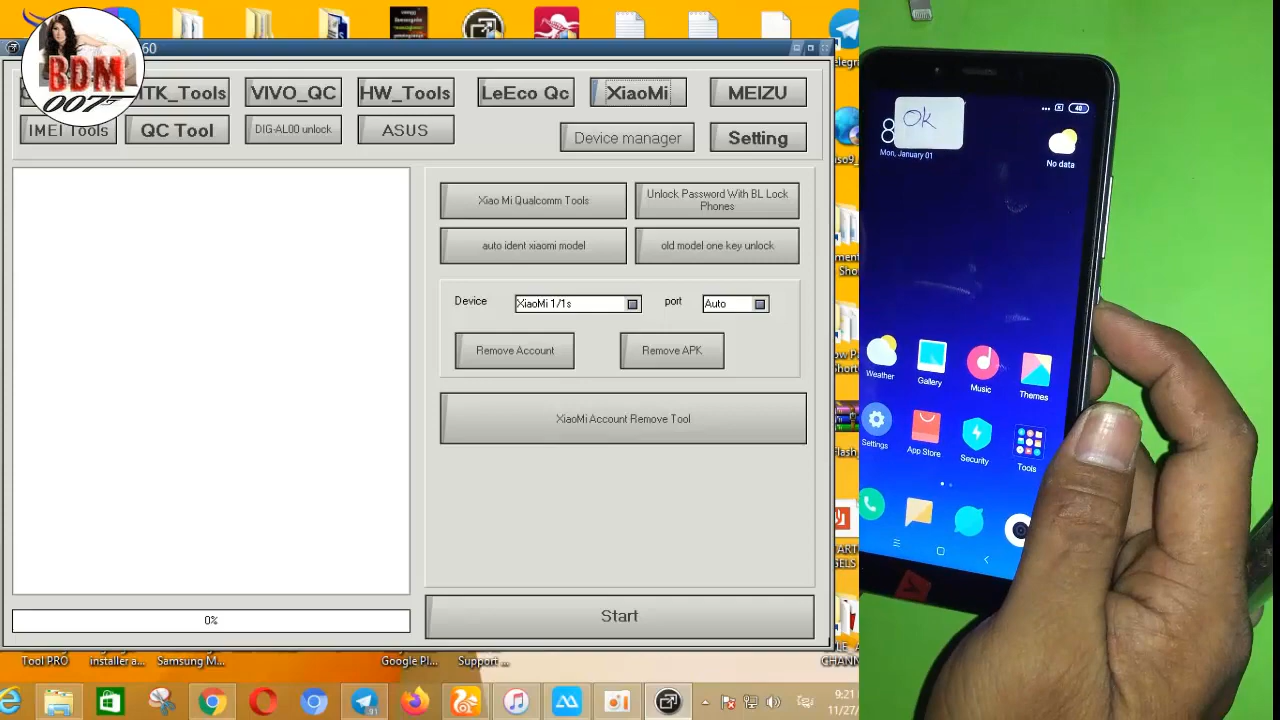 60
BDM
007
MTK_Tools
VIVO_QC
HW_Tools
LeEco Qc
XiaoMi
MEIZU
IMEI Tools
QC Tool
DIG-AL00 unlock
ASUS
Device manager
Setting
Xiao Mi Qualcomm Tools
Unlock Password With BL Lock
Phones
auto ident xiaomi model
old model one key unlock
Device
XiaoMi 1/1s
port
Auto
Remove Account
Remove APK
XiaoMi Account Remove Tool
0%
Start
Tool PRO
installer a...
Samsung M...
Google Pl...
Support ...
91
9:21
11/27/
Ok
40
Mon, January 01
No data
Weather
Gallery
Music
Themes
Settings
App Store
Security
Tools